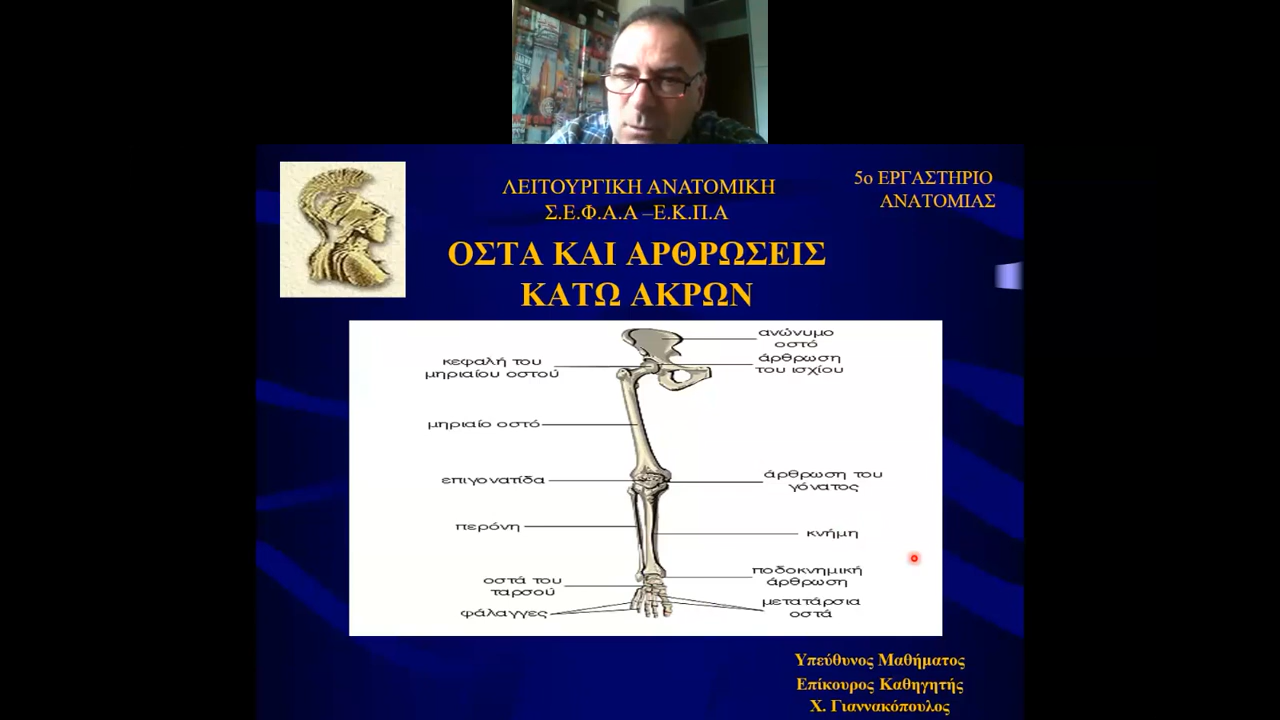 ΛΕΙΤΟΥΡΓΙΚΗ ΑΝΑΤΟΜΙΚΗ
Σ.Ε.Φ.Α.Α –Ε.Κ.Π.Α
5ο ΕΡΓΑΣΤΗΡΙΟ
ΑΝΑΤΟΜΙΑΣ
ΟΣΤΑ ΚΑΙ ΑΡΘΡΩΣΕΙΣ
ΚΑΤΩ ΑΚΡΩΝ
ανώνυμο
οστό
κεφαλή του
μηριαίου οστού
άρθρωση
του ισχίου
μηριαίο οστό
επιγονατίδα
άρθρωση του
γόνατος
περόνη
κνήμη
οστά του
ταρσού
ποδοκνημική
άρθρωση
φάλαγγες
μετατάρσια
οστά
Υπεύθυνος Μαθήματος
Επίκουρος Καθηγητής
Χ. Γιαννακόπουλος